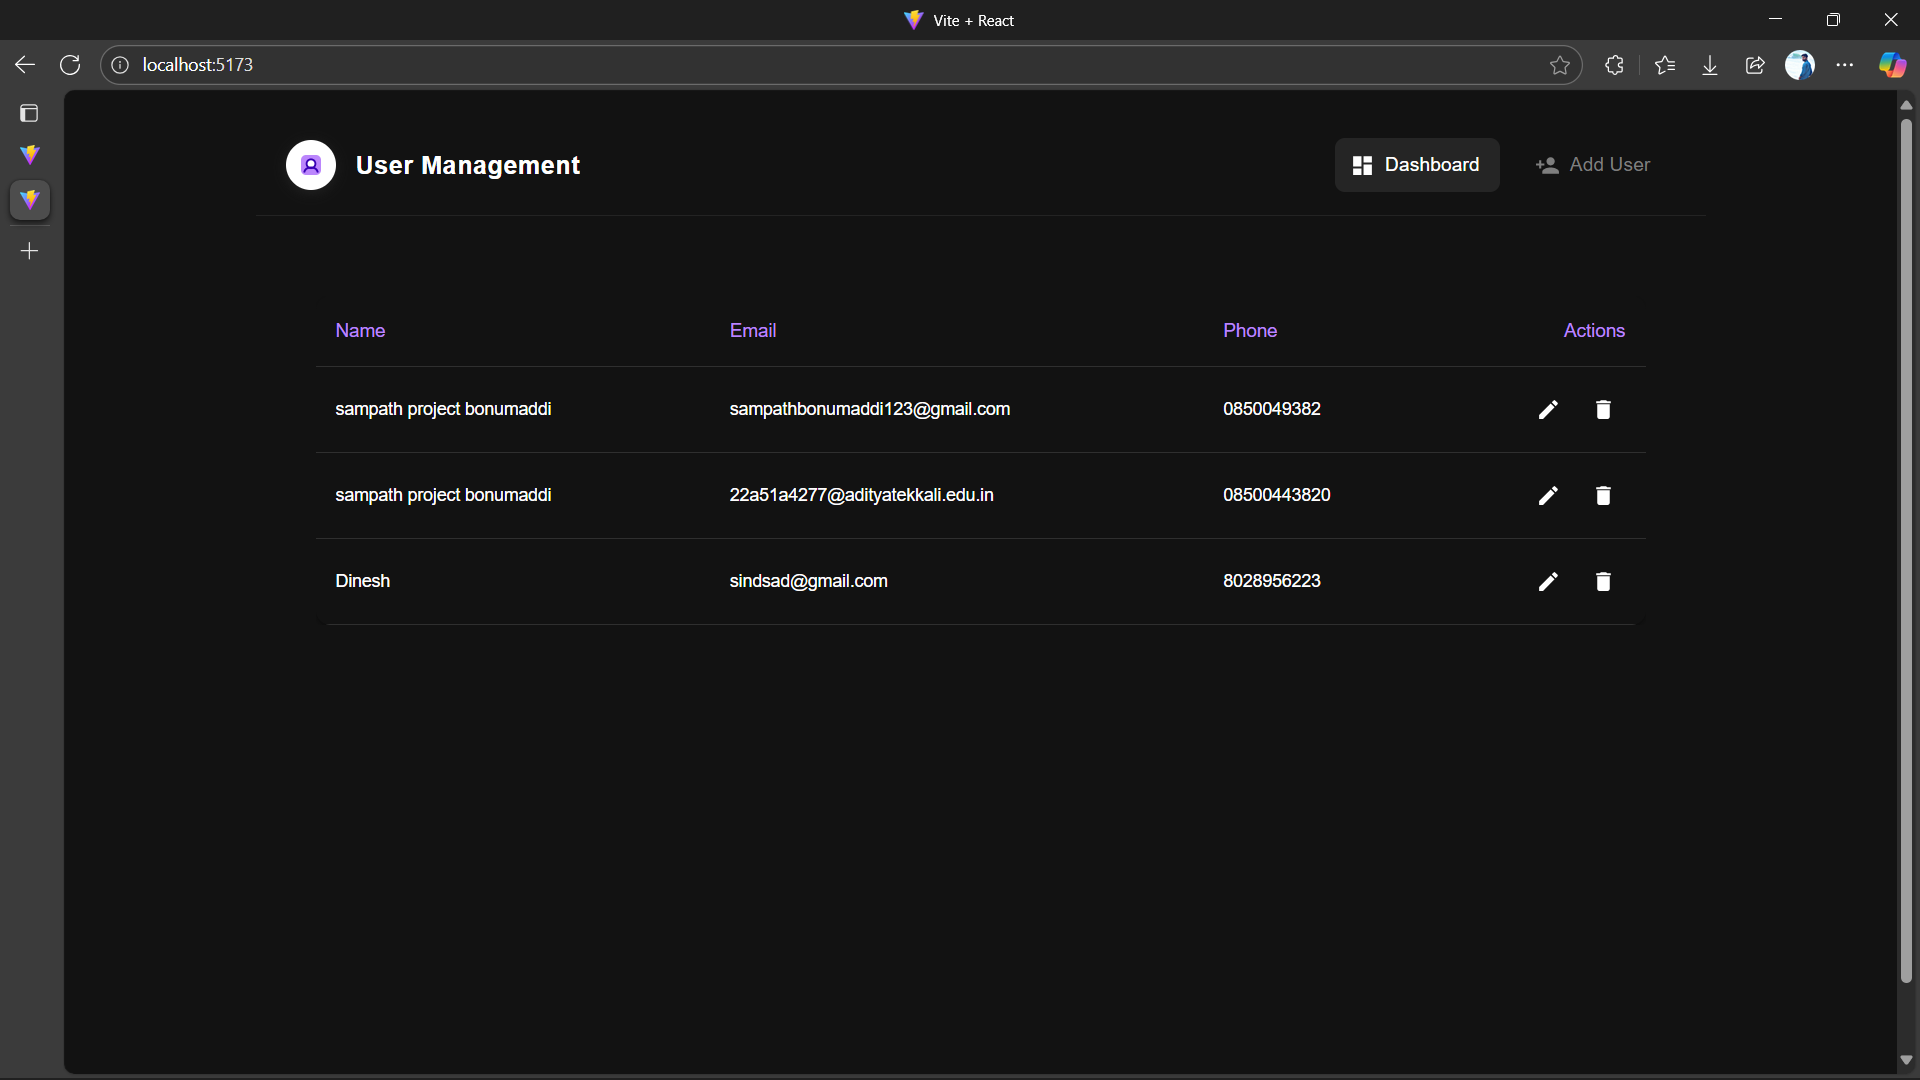 Vite + React
localhost:5173
User Management
Dashboard
Add User
Name Email Phone Actions
sampath project bonumaddi sampathbonumaddi123@gmail.com 0850049382
sampath project bonumaddi 22a51a4277@adityatekkali.edu.in 08500443820
Dinesh sindsad@gmail.com 8028956223